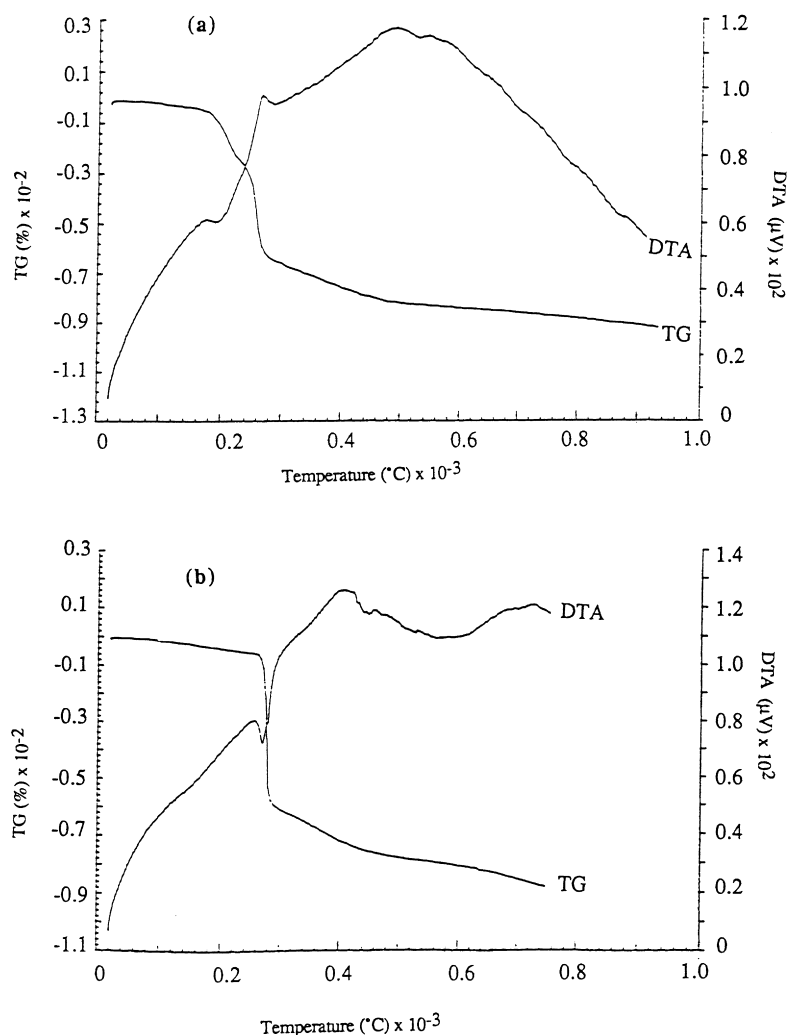 (a)
0.3
0.1
-0.1
-0.3
-0.5
-0.7
-0.9
-1.1
-1.3
TG (%) x 10-2
1.2
1.0
0.8
0.6
0.4
0.2
0
DTA (μV) x 102
DTA
TG
0 0.2 0.4 0.6 0.8 1.0
Temperature (°C) x 10-3
(b)
0.3
0.1
-0.1
-0.3
-0.5
-0.7
-0.9
-1.1
TG (%) x 10-2
1.4
1.2
1.0
0.8
0.6
0.4
0.2
0
DTA (μV) x 102
DTA
TG
0 0.2 0.4 0.6 0.8 1.0
Temperature (°C) x 10-3